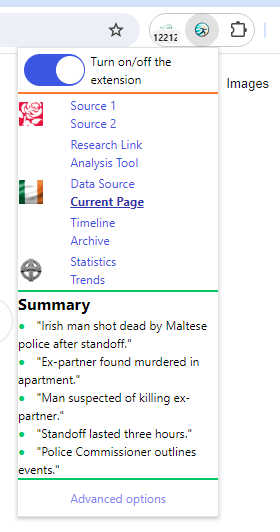 12212
Turn on/off the
extension
Images
Source 1
Source 2
Research Link
Analysis Tool
Data Source
Current Page
Timeline
Archive
Statistics
Trends
Summary
● "Irish man shot dead by Maltese
police after standoff."
● "Ex-partner found murdered in
apartment."
● "Man suspected of killing ex-
partner."
● "Standoff lasted three hours."
● "Police Commissioner outlines
events."
Advanced options